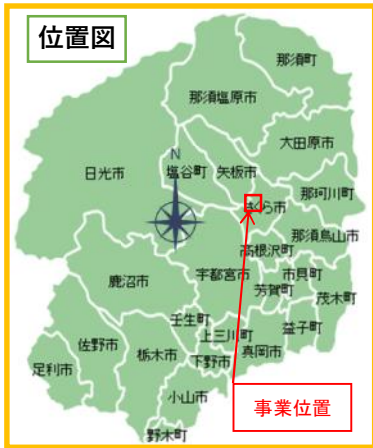 位置図
那須町
那須塩原市
大田原市
日光市
N
塩谷町
矢板市
那珂川町
さくら市
那須烏山市
高根沢町
鹿沼市
宇都宮市
市貝町
芳賀町
茂木町
壬生町
上三川町
益子町
佐野市
栃木市
下野市
真岡市
足利市
小山市
事業位置
野木町